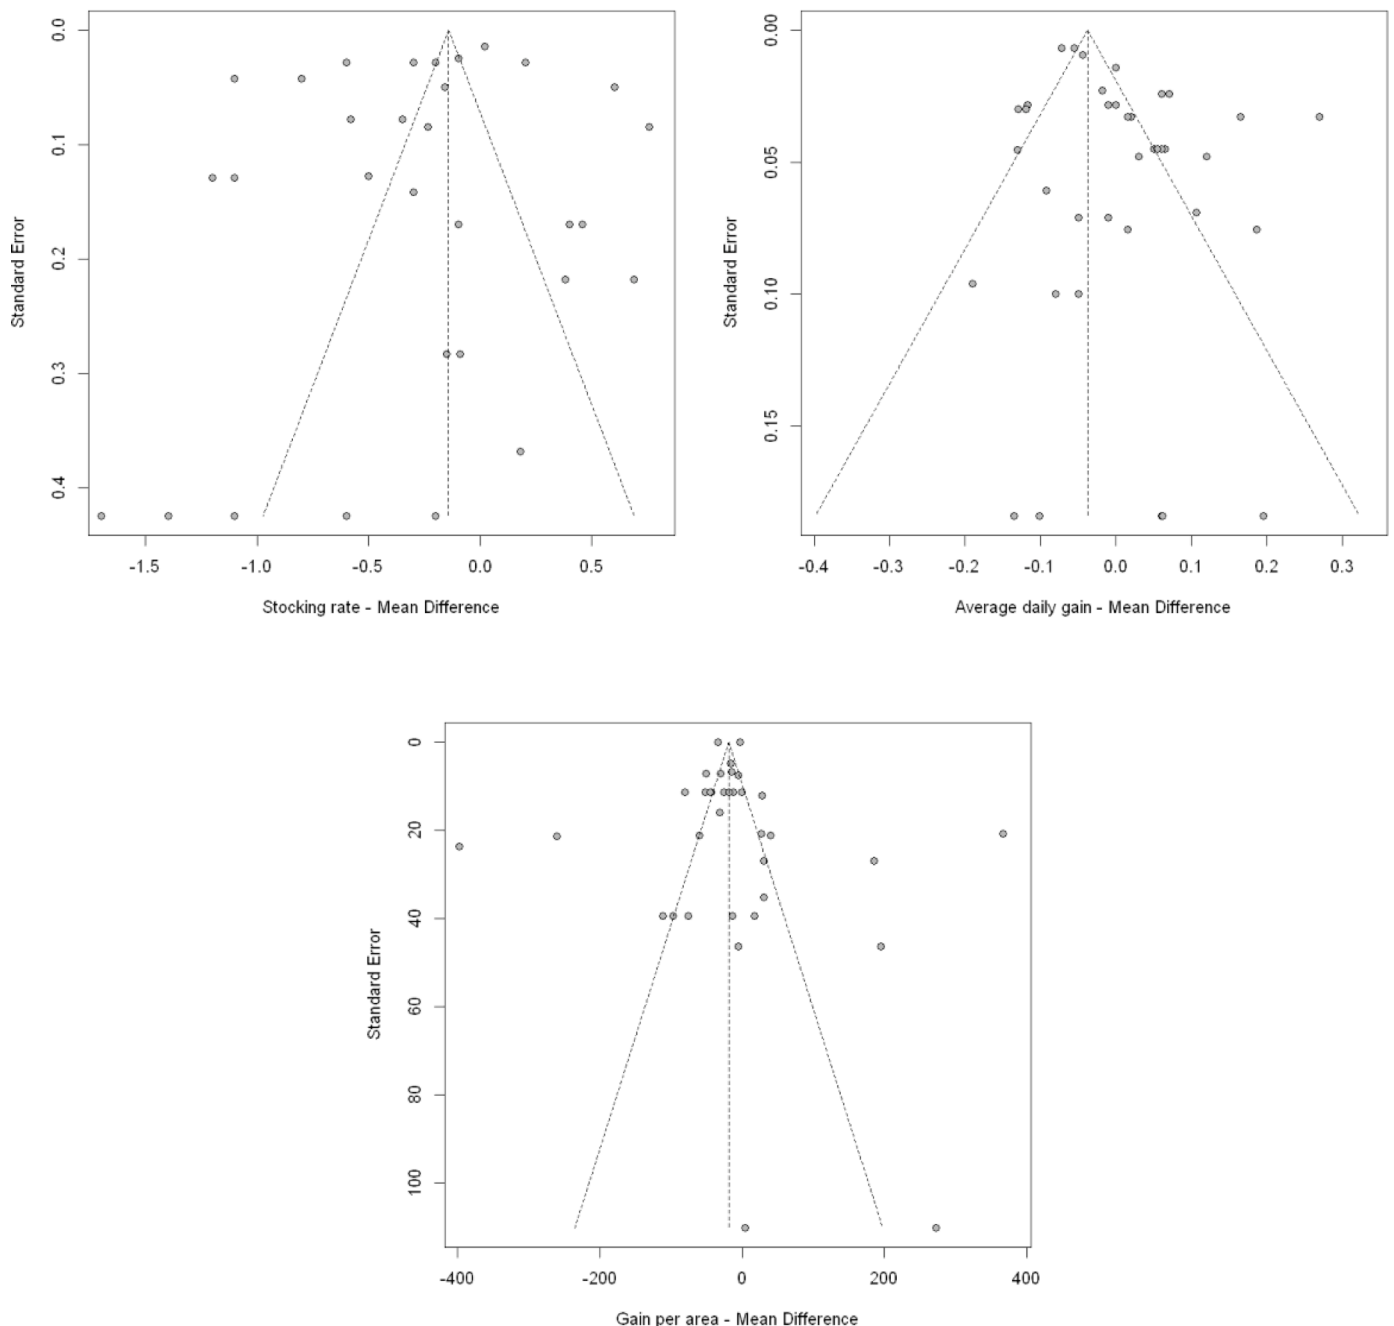 0.0
0.1
0.2
0.3
0.4
Standard Error
-1.5 -1.0 -0.5 0.0 0.5
Stocking rate - Mean Difference
0.00
0.05
0.10
0.15
Standard Error
-0.4 -0.3 -0.2 -0.1 0.0 0.1 0.2 0.3
Average daily gain - Mean Difference
0
20
40
60
80
100
Standard Error
-400 -200 0 200 400
Gain per area - Mean Difference